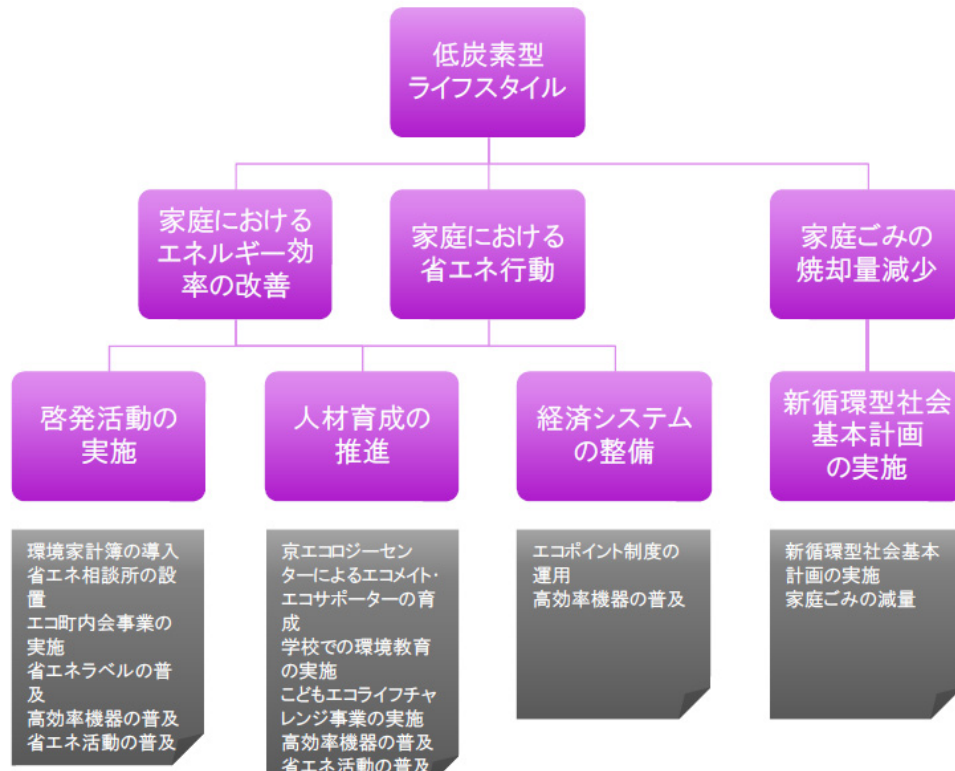 低炭素型
ライフスタイル
家庭における
エネルギー効
率の改善
家庭における
省エネ行動
家庭ごみの
焼却量減少
啓発活動の
実施
人材育成の
推進
経済システム
の整備
新循環型社会
基本計画
の実施
環境家計簿の導入
省エネ相談所の設
置
エコ町内会事業の
実施
省エネラベルの普
及
高効率機器の普及
省エネ活動の普及
京エコロジーセン
ターによるエコメイト・
エコサポーターの育
成
学校での環境教育
の実施
こどもエコライフチャ
レンジ事業の実施
高効率機器の普及
省エネ活動の普及
エコポイント制度の
運用
高効率機器の普及
新循環型社会基本
計画の実施
家庭ごみの減量